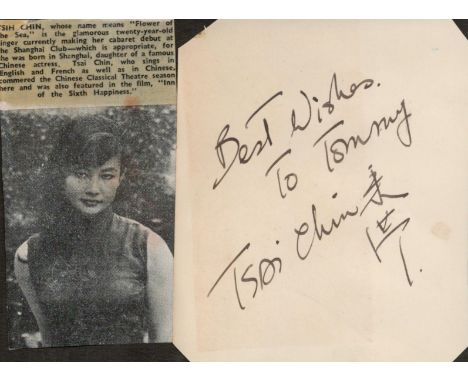 TSIH CHIN, whose name means "Flower of
the Sea," is the glamorous twenty-year-old
singer currently making her cabaret debut at
the Shanghai Club—which is appropriate, for
she was born in Shanghai, daughter of a famous
Chinese actress, Tsai Chin, who sings in
English and French as well as in Chinese,
commered the Chinese Classical Theatre season
here and was also featured in the film, "Inn
of the Sixth Happiness."
Best Wishes.
To Tommy
Tsai Chin